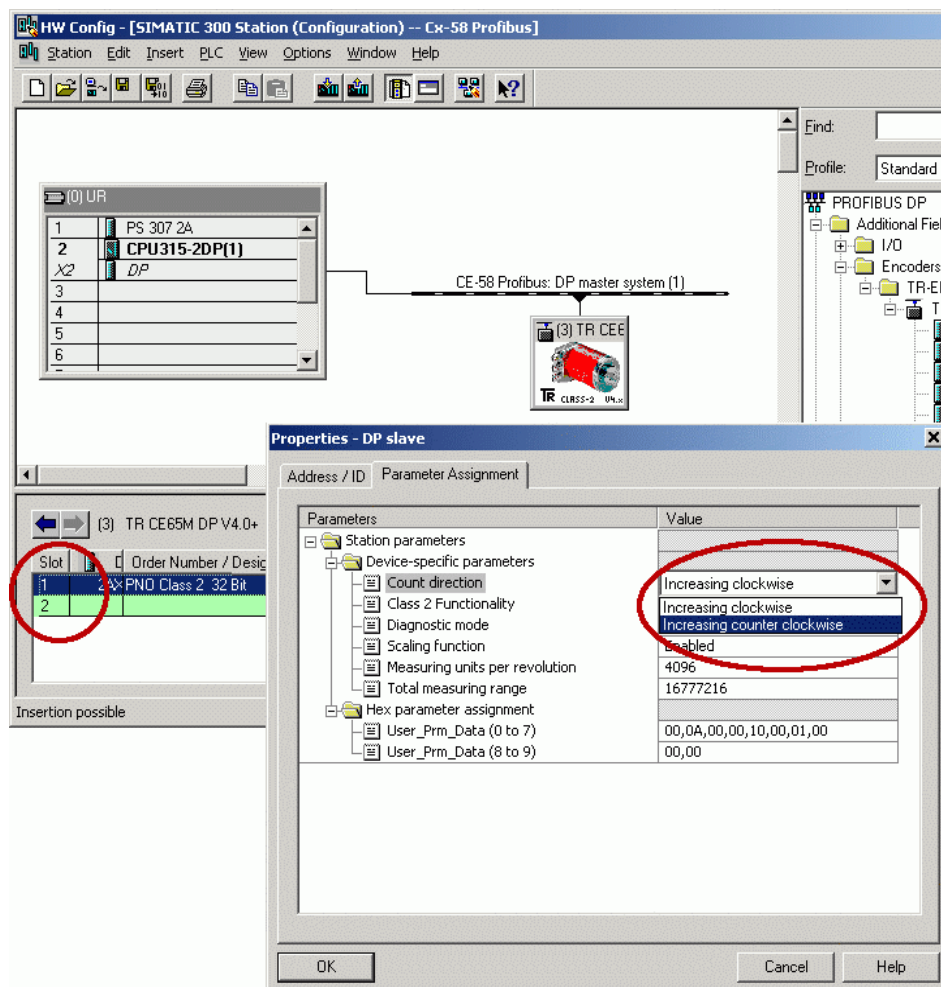 HW Config - [SIMATIC 300 Station (Configuration) -- Cx-58 Profibus]
Station Edit Insert PLC View Options Window Help
Find:
Profile: Standard
(0) UR
1 PS 307 2A
2 CPU315-2DP(1)
X2 DP
3
4
5
6
CE-58 Profibus: DP master system (1)
(3) TR CE6
TR CLASS-2 V4.x
PROFIBUS DP
Additional Fiel
I/O
Encoders
TR-El
T
(3) TR CE65M DP V4.0+
Slot D Order Number / Desig
1 2AX PNO Class 2 32 Bit
2
Insertion possible
Properties - DP slave
Address / ID Parameter Assignment
Parameters Value
Station parameters
Device-specific parameters
Count direction Increasing clockwise
Class 2 Functionality Increasing clockwise
Diagnostic mode Increasing counter clockwise
Scaling function Enabled
Measuring units per revolution 4096
Total measuring range 16777216
Hex parameter assignment
User_Prm_Data (0 to 7) 00,0A,00,00,10,00,01,00
User_Prm_Data (8 to 9) 00,00
OK Cancel Help